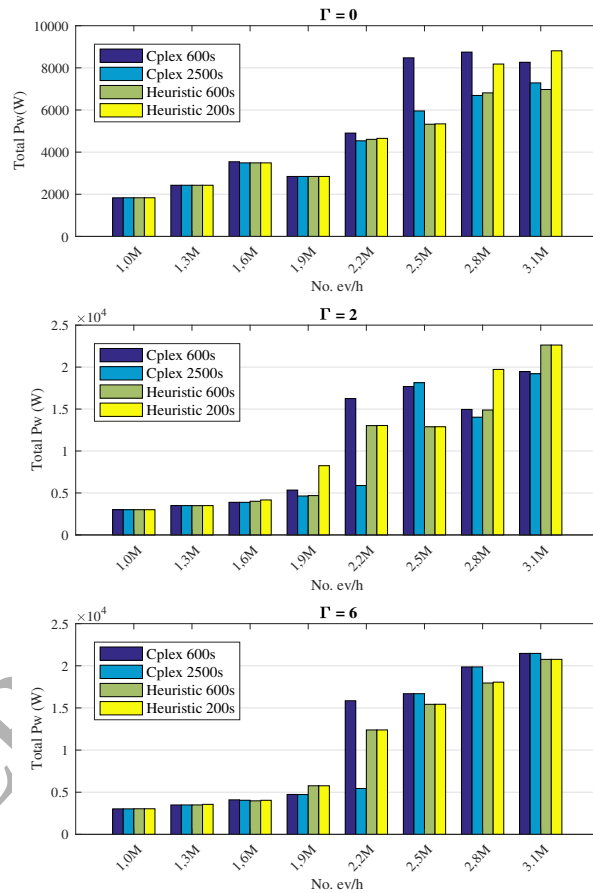 Γ = 0
10000
8000
6000
4000
2000
0
Total Pw(W)
Cplex 600s
Cplex 2500s
Heuristic 600s
Heuristic 200s
1,0M
1,3M
1,6M
1,9M
2,2M
2,5M
2,8M
3.1M
No. ev/h
×10⁴
Γ = 2
2.5
2
1.5
1
0.5
0
Total Pw (W)
Cplex 600s
Cplex 2500s
Heuristic 600s
Heuristic 200s
1,0M
1,3M
1,6M
1,9M
2,2M
2,5M
2,8M
3.1M
No. ev/h
×10⁴
Γ = 6
2.5
2
1.5
1
0.5
0
Total Pw (W)
Cplex 600s
Cplex 2500s
Heuristic 600s
Heuristic 200s
1,0M
1,3M
1,6M
1,9M
2,2M
2,5M
2,8M
3.1M
No. ev/h